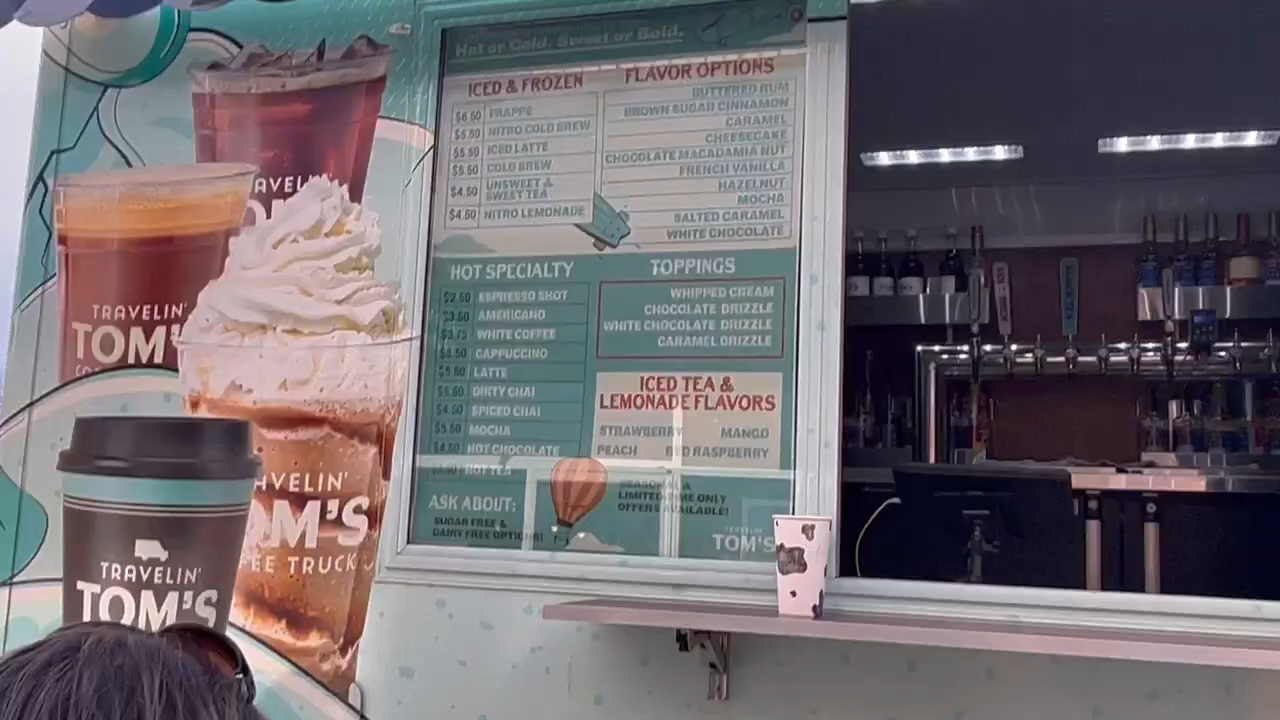 Hot or Cold. Sweet or Bold.
ICED & FROZEN
$6.50 FRAPPE
$5.50 NITRO COLD BREW
$5.50 ICED LATTE
$5.50 COLD BREW
$4.50 UNSWEET &
SWEET TEA
$4.50 NITRO LEMONADE
FLAVOR OPTIONS
BUTTERED RUM
BROWN SUGAR CINNAMON
CARAMEL
CHEESECAKE
CHOCOLATE MACADAMIA NUT
FRENCH VANILLA
HAZELNUT
MOCHA
SALTED CARAMEL
WHITE CHOCOLATE
HOT SPECIALTY
$2.50 ESPRESSO SHOT
$3.50 AMERICANO
$3.75 WHITE COFFEE
CAPPUCCINO
LATTE
DIRTY CHAI
$4.50 SPICED CHAI
$5.50 MOCHA
$4.50 HOT CHOCOLATE
HOT TEA
TOPPINGS
WHIPPED CREAM
CHOCOLATE DRIZZLE
WHITE CHOCOLATE DRIZZLE
CARAMEL DRIZZLE
ICED TEA &
LEMONADE FLAVORS
STRAWBERRY MANGO
PEACH RED RASPBERRY
ASK ABOUT:
SUGAR FREE &
DAIRY FREE OPTIONS!
SEASONAL &
LIMITED TIME ONLY
OFFERS AVAILABLE!
TOM'S
TRAVELIN'
TOM'S
AVELIN'
OM'S
FEE TRUCK
TRAVELIN'
TOM'S